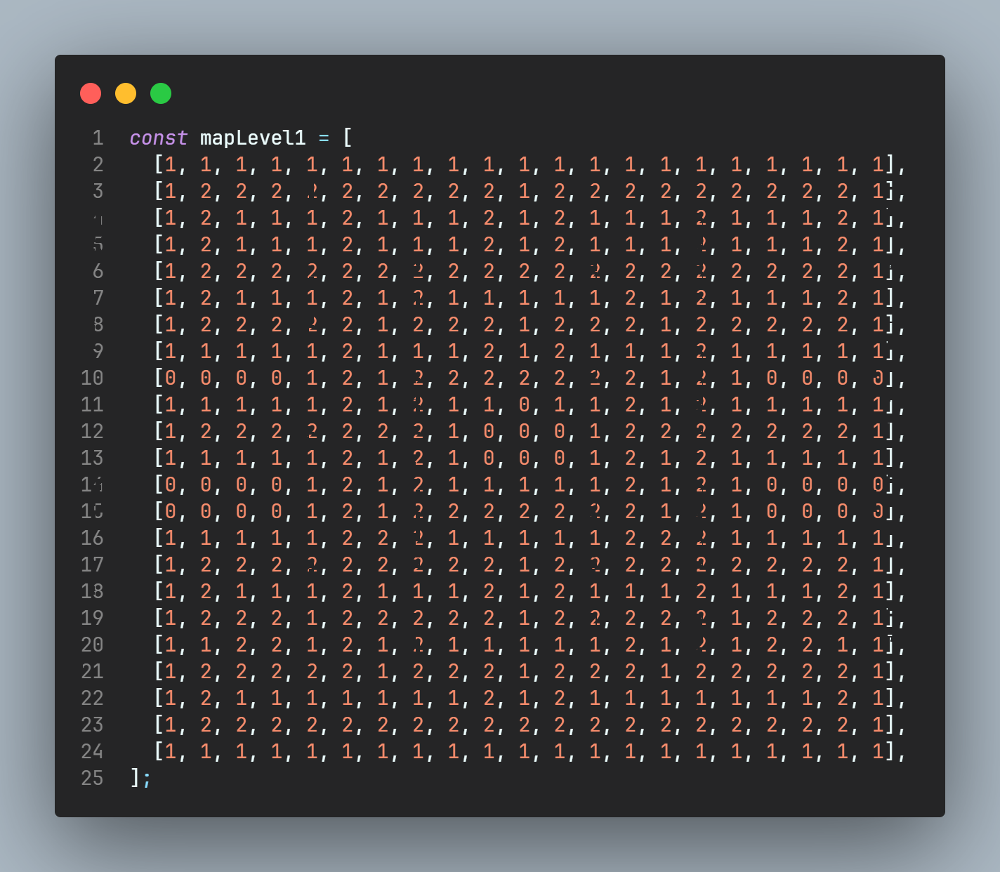 1 const mapLevel1 = [
2 [1, 1, 1, 1, 1, 1, 1, 1, 1, 1, 1, 1, 1, 1, 1, 1, 1, 1, 1, 1, 1],
3 [1, 2, 2, 2, 2, 2, 2, 2, 2, 2, 1, 2, 2, 2, 2, 2, 2, 2, 2, 2, 1],
4 [1, 2, 1, 1, 1, 2, 1, 1, 1, 2, 1, 2, 1, 1, 1, 2, 1, 1, 1, 2, 1],
5 [1, 2, 1, 1, 1, 2, 1, 1, 1, 2, 1, 2, 1, 1, 1, 2, 1, 1, 1, 2, 1],
6 [1, 2, 2, 2, 2, 2, 2, 2, 2, 2, 2, 2, 2, 2, 2, 2, 2, 2, 2, 2, 1],
7 [1, 2, 1, 1, 1, 2, 1, 2, 1, 1, 1, 1, 1, 2, 1, 2, 1, 1, 1, 2, 1],
8 [1, 2, 2, 2, 2, 2, 1, 2, 2, 2, 1, 2, 2, 2, 1, 2, 2, 2, 2, 2, 1],
9 [1, 1, 1, 1, 1, 2, 1, 1, 1, 2, 1, 2, 1, 1, 1, 2, 1, 1, 1, 1, 1],
10 [0, 0, 0, 0, 1, 2, 1, 2, 2, 2, 2, 2, 2, 2, 1, 2, 1, 0, 0, 0, 0],
11 [1, 1, 1, 1, 1, 2, 1, 2, 1, 1, 0, 1, 1, 2, 1, 2, 1, 1, 1, 1, 1],
12 [1, 2, 2, 2, 2, 2, 2, 2, 1, 0, 0, 0, 1, 2, 2, 2, 2, 2, 2, 2, 1],
13 [1, 1, 1, 1, 1, 2, 1, 2, 1, 0, 0, 0, 1, 2, 1, 2, 1, 1, 1, 1, 1],
14 [0, 0, 0, 0, 1, 2, 1, 2, 1, 1, 1, 1, 1, 2, 1, 2, 1, 0, 0, 0, 0],
15 [0, 0, 0, 0, 1, 2, 1, 2, 2, 2, 2, 2, 2, 2, 1, 2, 1, 0, 0, 0, 0],
16 [1, 1, 1, 1, 1, 2, 2, 2, 1, 1, 1, 1, 1, 2, 2, 2, 1, 1, 1, 1, 1],
17 [1, 2, 2, 2, 2, 2, 2, 2, 2, 2, 1, 2, 2, 2, 2, 2, 2, 2, 2, 2, 1],
18 [1, 2, 1, 1, 1, 2, 1, 1, 1, 2, 1, 2, 1, 1, 1, 2, 1, 1, 1, 2, 1],
19 [1, 2, 2, 2, 1, 2, 2, 2, 2, 2, 1, 2, 2, 2, 2, 2, 1, 2, 2, 2, 1],
20 [1, 1, 2, 2, 1, 2, 1, 2, 1, 1, 1, 1, 1, 2, 1, 2, 1, 2, 2, 1, 1],
21 [1, 2, 2, 2, 2, 2, 1, 2, 2, 2, 1, 2, 2, 2, 1, 2, 2, 2, 2, 2, 1],
22 [1, 2, 1, 1, 1, 1, 1, 1, 1, 2, 1, 2, 1, 1, 1, 1, 1, 1, 1, 2, 1],
23 [1, 2, 2, 2, 2, 2, 2, 2, 2, 2, 2, 2, 2, 2, 2, 2, 2, 2, 2, 2, 1],
24 [1, 1, 1, 1, 1, 1, 1, 1, 1, 1, 1, 1, 1, 1, 1, 1, 1, 1, 1, 1, 1],
25 ];